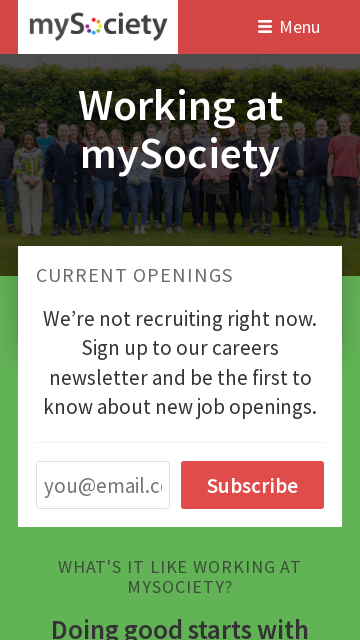 mySociety
Menu
Working at
mySociety
CURRENT OPENINGS
We’re not recruiting right now.
Sign up to our careers
newsletter and be the first to
know about new job openings.
you@email.co
Subscribe
WHAT'S IT LIKE WORKING AT
MYSOCIETY?
Doing good starts with